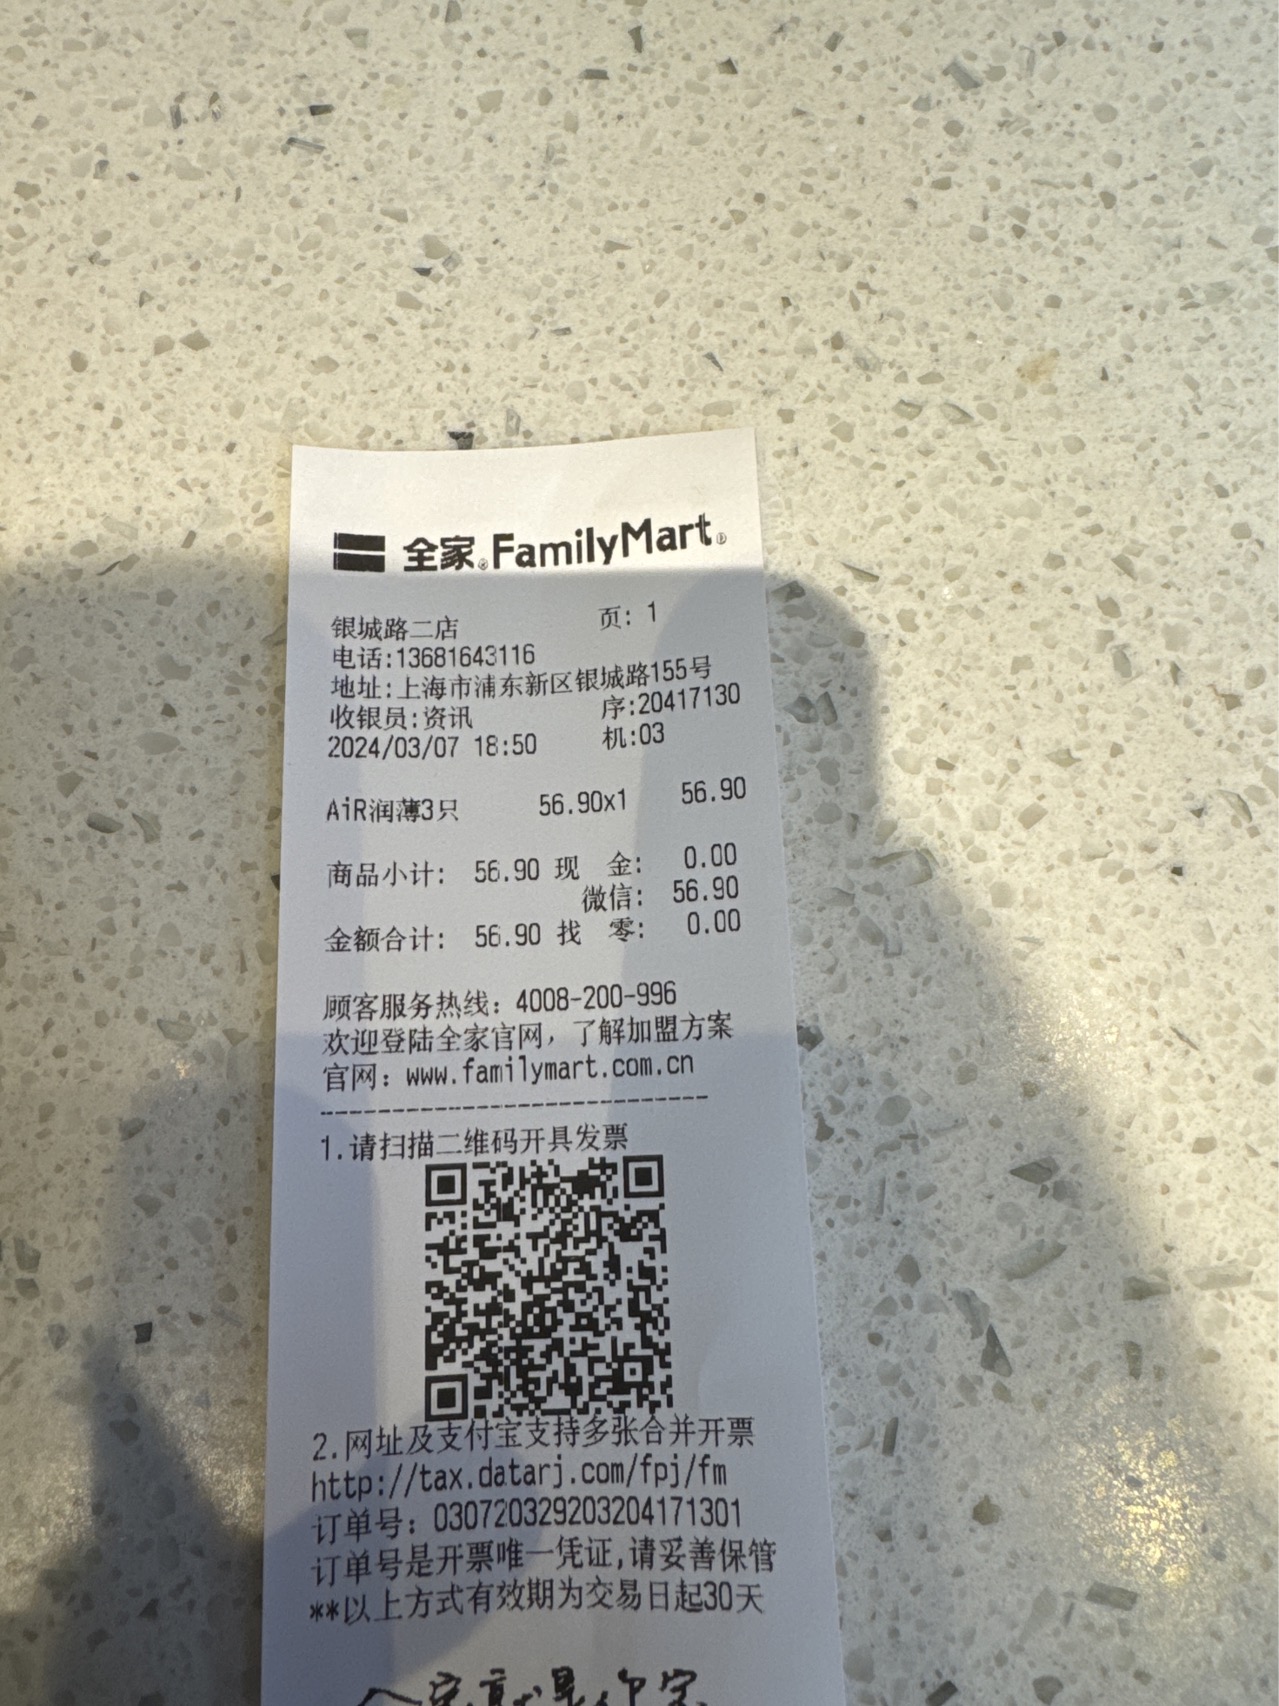 全家 FamilyMart
银城路二店 页: 1
电话:13681643116
地址:上海市浦东新区银城路155号
收银员:资讯 序:20417130
2024/03/07 18:50 机:03
AiR润薄3只 56.90x1 56.90
商品小计: 56.90 现 金: 0.00
微信: 56.90
金额合计: 56.90 找 零: 0.00
顾客服务热线: 4008-200-996
欢迎登陆全家官网, 了解加盟方案
官网: www.familymart.com.cn
--------------------------
1.请扫描二维码开具发票
2.网址及支付宝支持多张合并开票
http://tax.datarj.com/fpj/fm
订单号: 0307203292032041​71301
订单号是开票唯一凭证,请妥善保管
**以上方式有效期为交易日起30天
全家就是你家